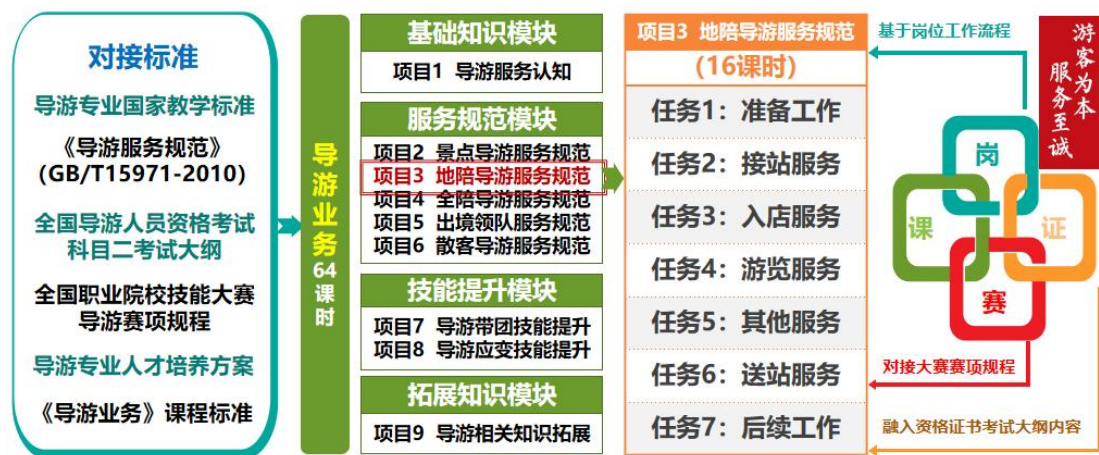 对接标准
导游专业国家教学标准
《导游服务规范》
（GB/T15971-2010）
全国导游人员资格考试
科目二考试大纲
全国职业院校技能大赛
导游赛项规程
导游专业人才培养方案
《导游业务》课程标准
导游业务64课时
基础知识模块
项目1 导游服务认知
服务规范模块
项目2 景点导游服务规范
项目3 地陪导游服务规范
项目4 全陪导游服务规范
项目5 出境领队服务规范
项目6 散客导游服务规范
技能提升模块
项目7 导游带团技能提升
项目8 导游应变技能提升
拓展知识模块
项目9 导游相关知识拓展
项目3 地陪导游服务规范
（16课时）
任务1：准备工作
任务2：接站服务
任务3：入店服务
任务4：游览服务
任务5：其他服务
任务6：送站服务
任务7：后续工作
基于岗位工作流程
游客为本
服务至诚
岗
课
证
赛
对接大赛赛项规程
融入资格证书考试大纲内容